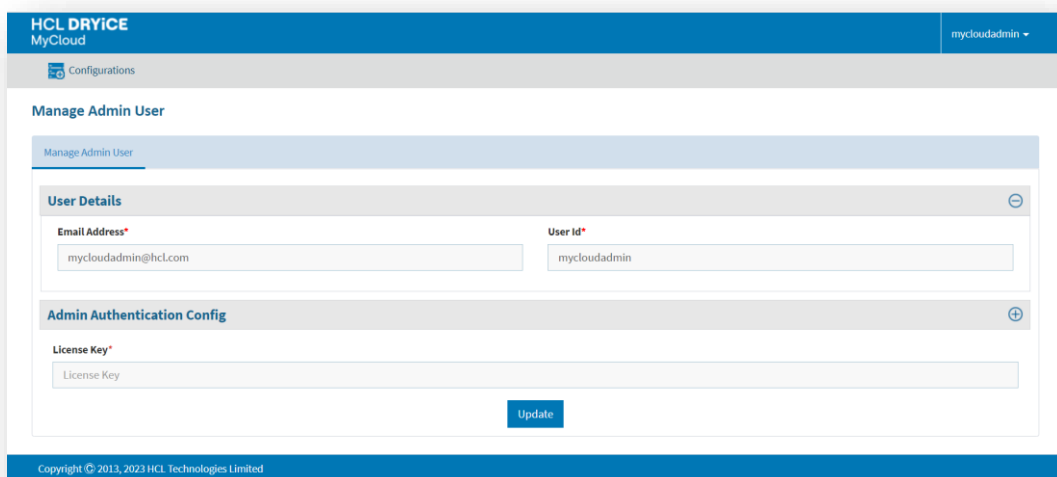 HCL DRYiCE
MyCloud
mycloudadmin
Configurations
Manage Admin User
Manage Admin User
User Details
Email Address* User Id*
mycloudadmin@hcl.com mycloudadmin
Admin Authentication Config
License Key*
License Key
Update
Copyright © 2013, 2023 HCL Technologies Limited